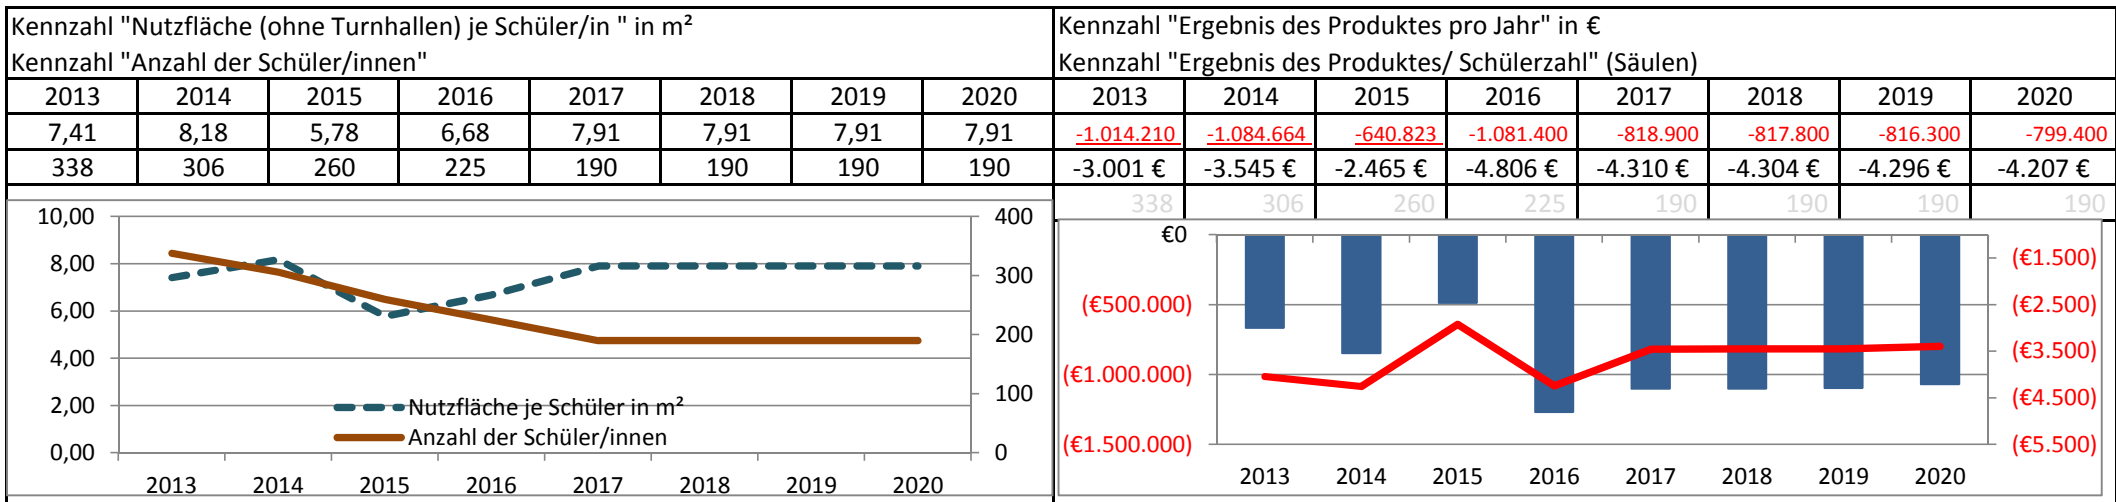 Kennzahl "Nutzfläche (ohne Turnhallen) je Schüler/in " in m²
Kennzahl "Anzahl der Schüler/innen"
2013 2014 2015 2016 2017 2018 2019 2020
7,41 8,18 5,78 6,68 7,91 7,91 7,91 7,91
338 306 260 225 190 190 190 190
10,00 400
8,00 300
6,00 200
4,00 100
2,00 0
0,00
Nutzfläche je Schüler in m²
Anzahl der Schüler/innen
2013 2014 2015 2016 2017 2018 2019 2020
Kennzahl "Ergebnis des Produktes pro Jahr" in €
Kennzahl "Ergebnis des Produktes/ Schülerzahl" (Säulen)
2013 2014 2015 2016 2017 2018 2019 2020
-1.014.210 -1.084.664 -640.823 -1.081.400 -818.900 -817.800 -816.300 -799.400
-3.001 € -3.545 € -2.465 € -4.806 € -4.310 € -4.304 € -4.296 € -4.207 €
338 306 260 225 190 190 190 190
€0 (€1.500)
(€500.000) (€2.500)
(€1.000.000) (€3.500)
(€1.500.000) (€4.500)
(€5.500)
2013 2014 2015 2016 2017 2018 2019 2020